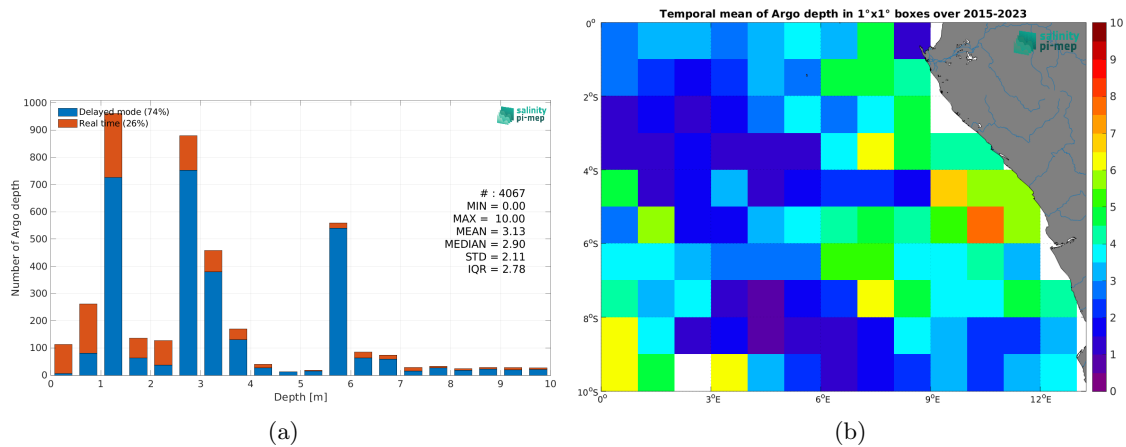 1000
900
800
700
600
500
400
300
200
100
0
Number of Argo depth
Delayed mode (74%)
Real time (26%)
salinity
pi-mep
# : 4067
MIN = 0.00
MAX = 10.00
MEAN = 3.13
MEDIAN = 2.90
STD = 2.11
IQR = 2.78
0 1 2 3 4 5 6 7 8 9 10
Depth [m]
(a)
Temporal mean of Argo depth in 1°x1° boxes over 2015-2023
salinity
pi-mep
0°
2°S
4°S
6°S
8°S
10°S
0° 3°E 6°E 9°E 12°E
10
9
8
7
6
5
4
3
2
1
0
(b)